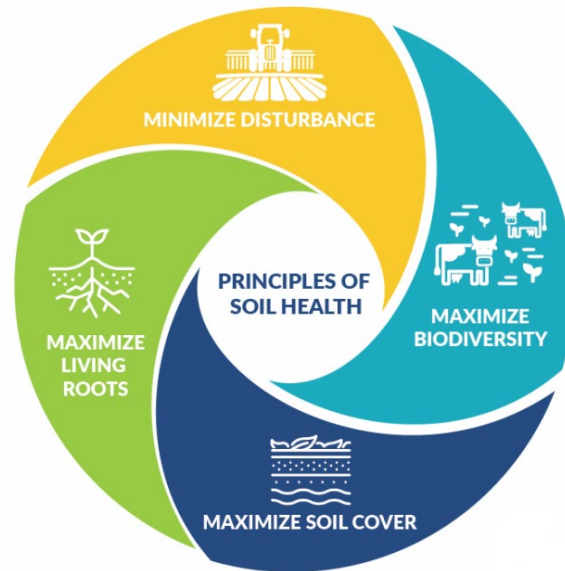 MINIMIZE DISTURBANCE
PRINCIPLES OF
SOIL HEALTH
MAXIMIZE
BIODIVERSITY
MAXIMIZE
LIVING
ROOTS
MAXIMIZE SOIL COVER